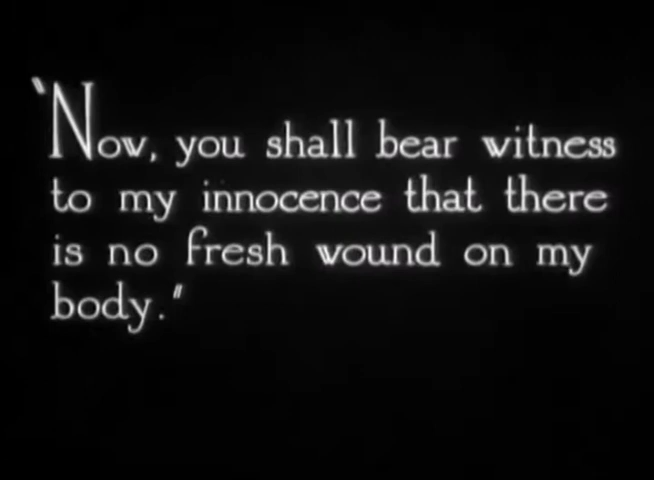 "Now, you shall bear witness
to my innocence that there
is no fresh wound on my
body."